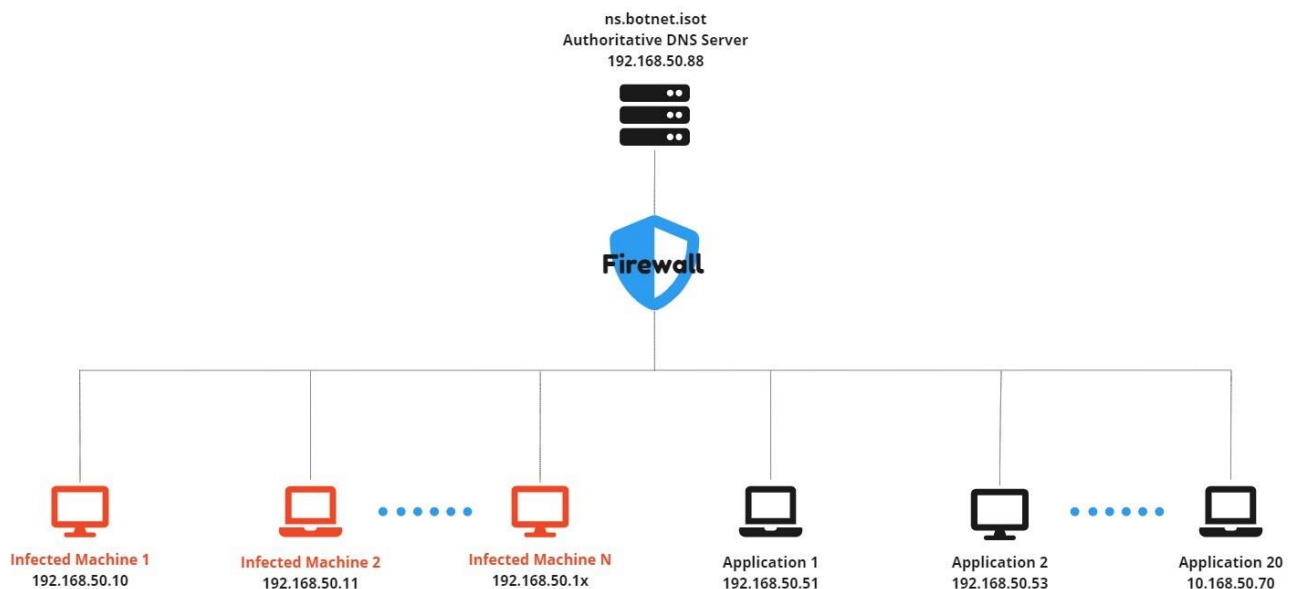 ns.botnet.isot
Authoritative DNS Server
192.168.50.88
Firewall
Infected Machine 1
192.168.50.10
Infected Machine 2
192.168.50.11
Infected Machine N
192.168.50.1x
Application 1
192.168.50.51
Application 2
192.168.50.53
Application 20
10.168.50.70